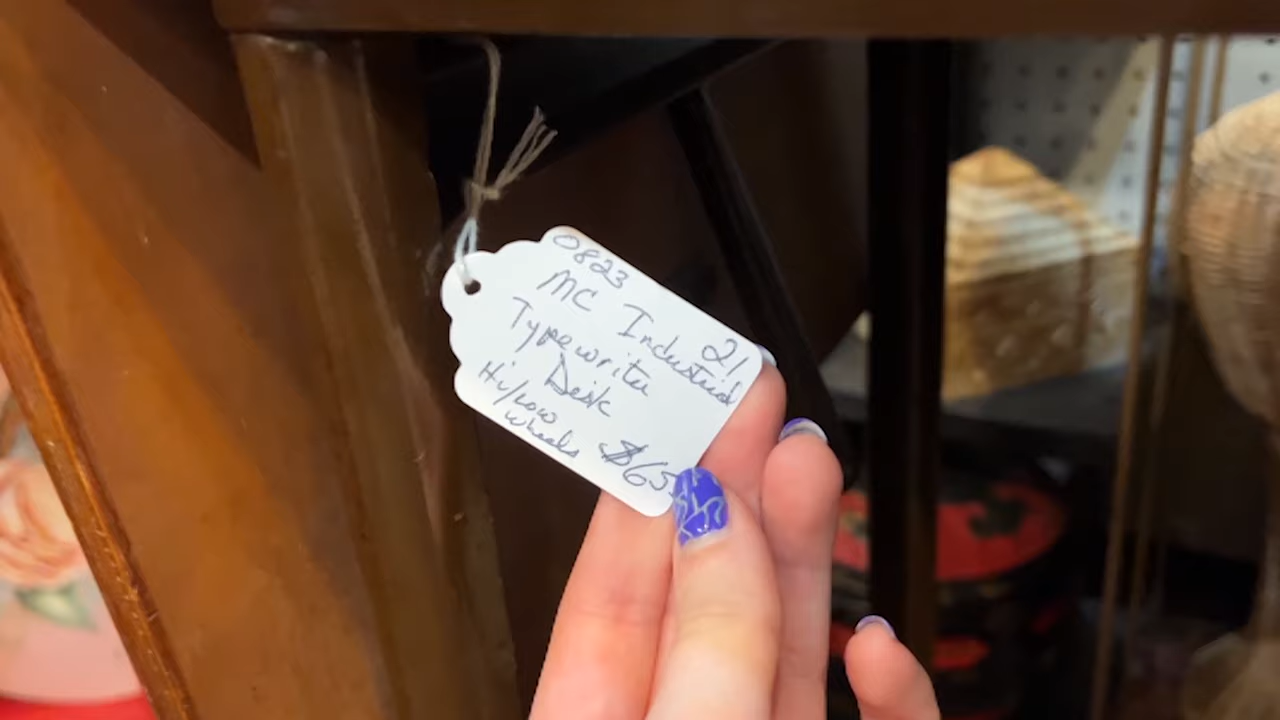 0823
21
MC Industrial
Typewriter
Desk
Hi/Low
Wheels $65